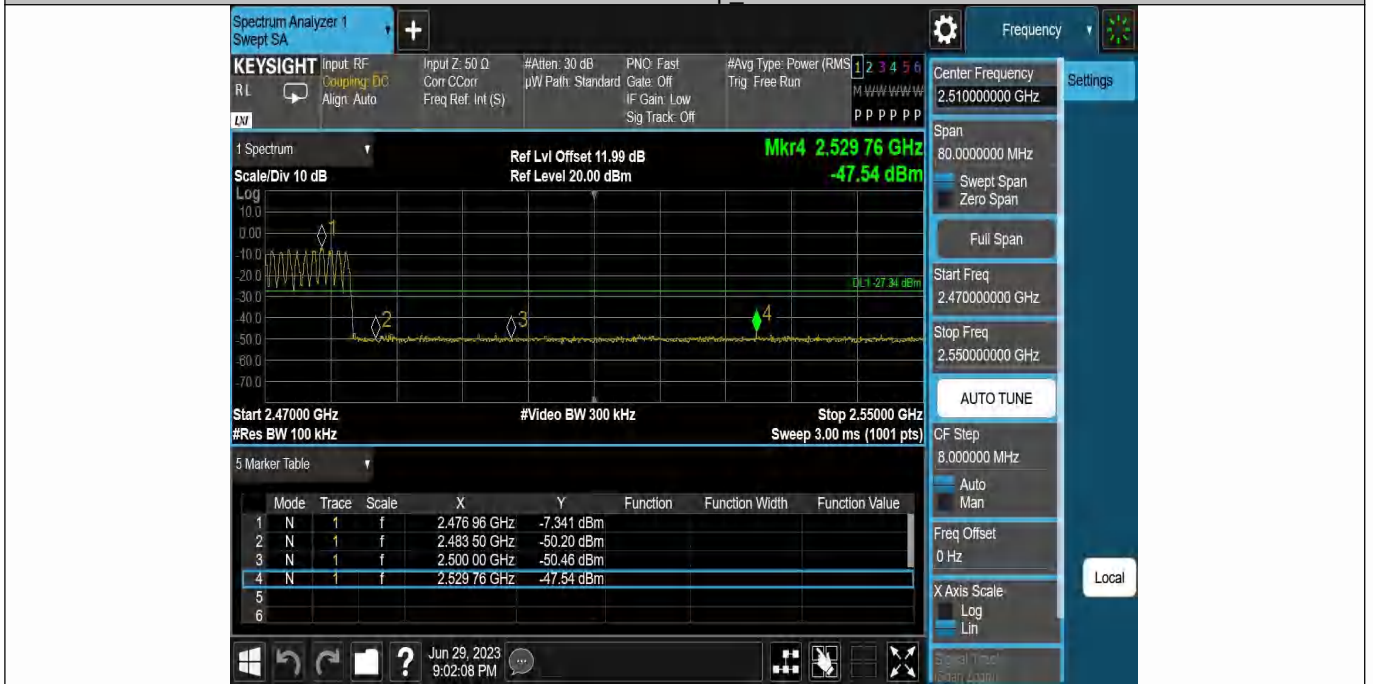 Spectrum Analyzer 1
Swept SA
+
Frequency
KEYSIGHT
RL
LXI
Input: RF
Coupling: DC
Align: Auto
Input Z: 50 Ω
Corr CCorr
Freq Ref: Int (S)
#Atten: 30 dB
µW Path: Standard
PNO: Fast
Gate: Off
IF Gain: Low
Sig Track: Off
#Avg Type: Power (RMS
Trig: Free Run
1 2 3 4 5 6
M W W W W W
P P P P P P
Center Frequency
2.510000000 GHz
Settings
1 Spectrum
Scale/Div 10 dB
Ref Lvl Offset 11.99 dB
Ref Level 20.00 dBm
Mkr4 2.529 76 GHz
-47.54 dBm
Span
80.0000000 MHz
Swept Span
Zero Span
Full Span
Log
10.0
0.00
-10.0
-20.0
-30.0
-40.0
-50.0
-60.0
-70.0
1
2
3
4
DL1 -27.34 dBm
Start Freq
2.470000000 GHz
Stop Freq
2.550000000 GHz
AUTO TUNE
Start 2.47000 GHz
#Video BW 300 kHz
Stop 2.55000 GHz
#Res BW 100 kHz
Sweep 3.00 ms (1001 pts)
CF Step
8.000000 MHz
Auto
Man
5 Marker Table
Mode Trace Scale X Y Function Function Width Function Value
1 N 1 f 2.476 96 GHz -7.341 dBm
2 N 1 f 2.483 50 GHz -50.20 dBm
3 N 1 f 2.500 00 GHz -50.46 dBm
4 N 1 f 2.529 76 GHz -47.54 dBm
5
6
Freq Offset
0 Hz
X Axis Scale
Log
Lin
Local
Signal Track
(Span Zoom)
?
Jun 29, 2023
9:02:08 PM